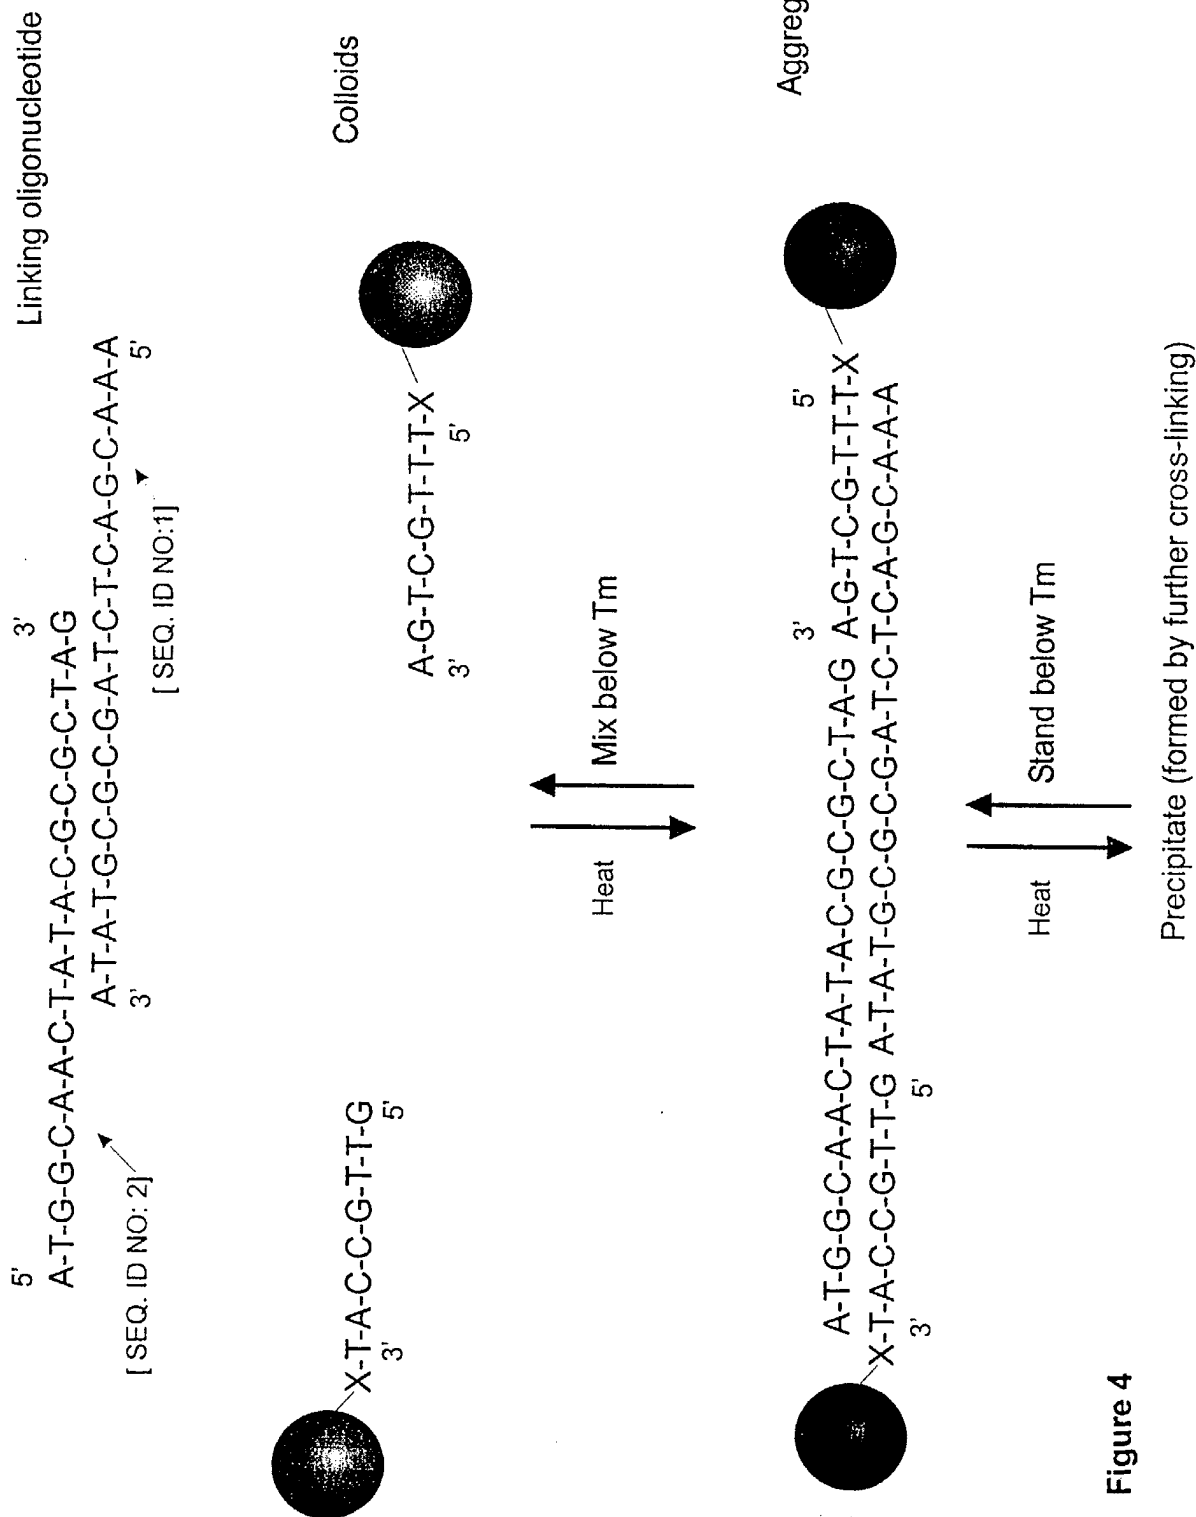 Linking oligonucleotide
5' 3'
A-T-G-G-C-A-A-C-T-A-T-A-C-G-C-G-C-T-A-G
A-T-A-T-G-C-G-C-G-A-T-C-T-C-A-G-C-A-A-A
3' 5'
[ SEQ. ID NO: 2]
[ SEQ. ID NO:1]
Colloids
X-T-A-C-C-G-T-T-G
3' 5'
A-G-T-C-G-T-T-T-X
3' 5'
Heat
Mix below Tm
3' 5'
A-T-G-G-C-A-A-C-T-A-T-A-C-G-C-G-C-T-A-G A-G-T-C-G-T-T-T-X
X-T-A-C-C-G-T-T-G A-T-A-T-G-C-G-C-G-A-T-C-T-C-A-G-C-A-A-A
3' 5'
Heat
Stand below Tm
Precipitate (formed by further cross-linking)
Figure 4